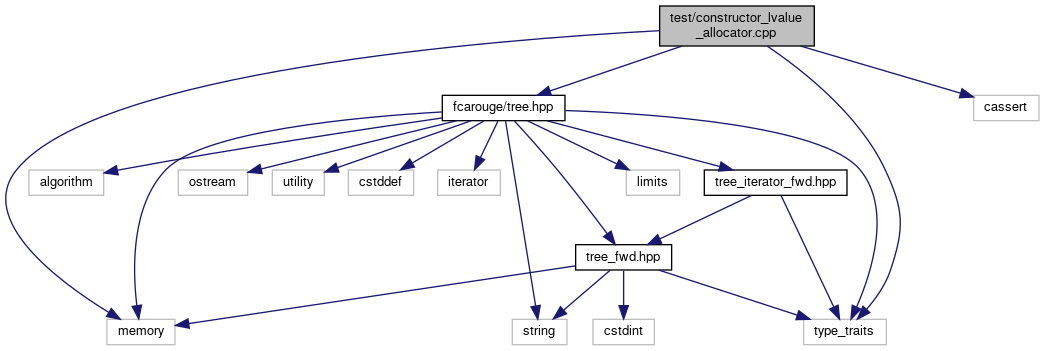 test/constructor_lvalue
_allocator.cpp
fcarouge/tree.hpp
cassert
algorithm
ostream
utility
cstddef
iterator
limits
tree_iterator_fwd.hpp
tree_fwd.hpp
memory
string
cstdint
type_traits